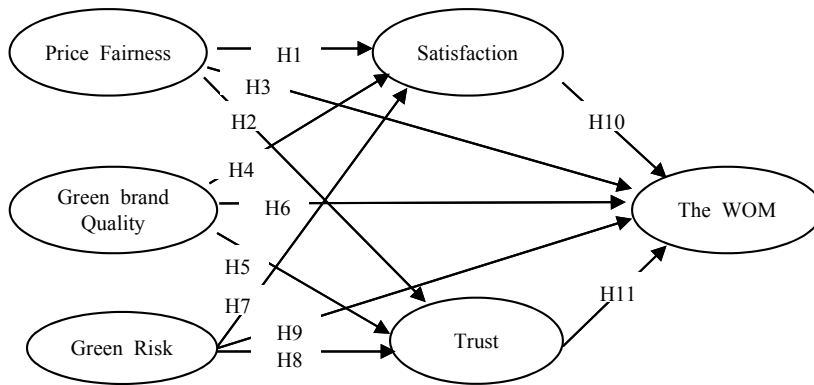 Price Fairness
H1
Satisfaction
H3
H2
H10
H4
Green brand
Quality
H6
The WOM
H5
H7
H11
H9
Green Risk
H8
Trust